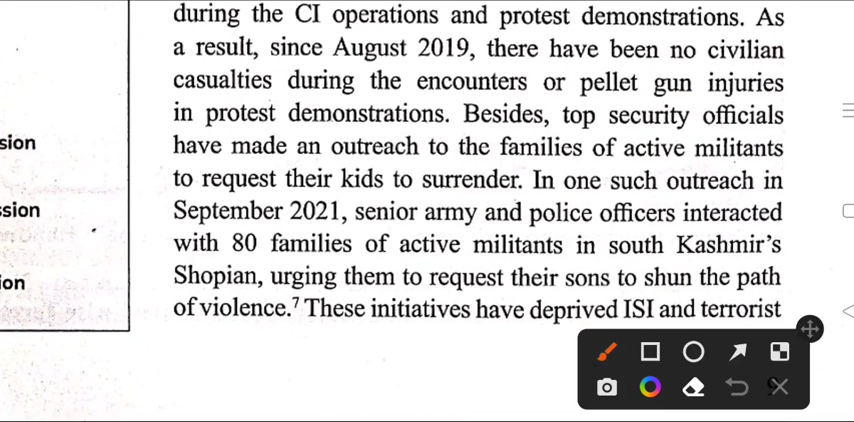 during the CI operations and protest demonstrations. As
a result, since August 2019, there have been no civilian
casualties during the encounters or pellet gun injuries
in protest demonstrations. Besides, top security officials
sion
have made an outreach to the families of active militants
to request their kids to surrender. In one such outreach in
sion
September 2021, senior army and police officers interacted
with 80 families of active militants in south Kashmir's
ion
Shopian, urging them to request their sons to shun the path
of violence.7 These initiatives have deprived ISI and terrorist